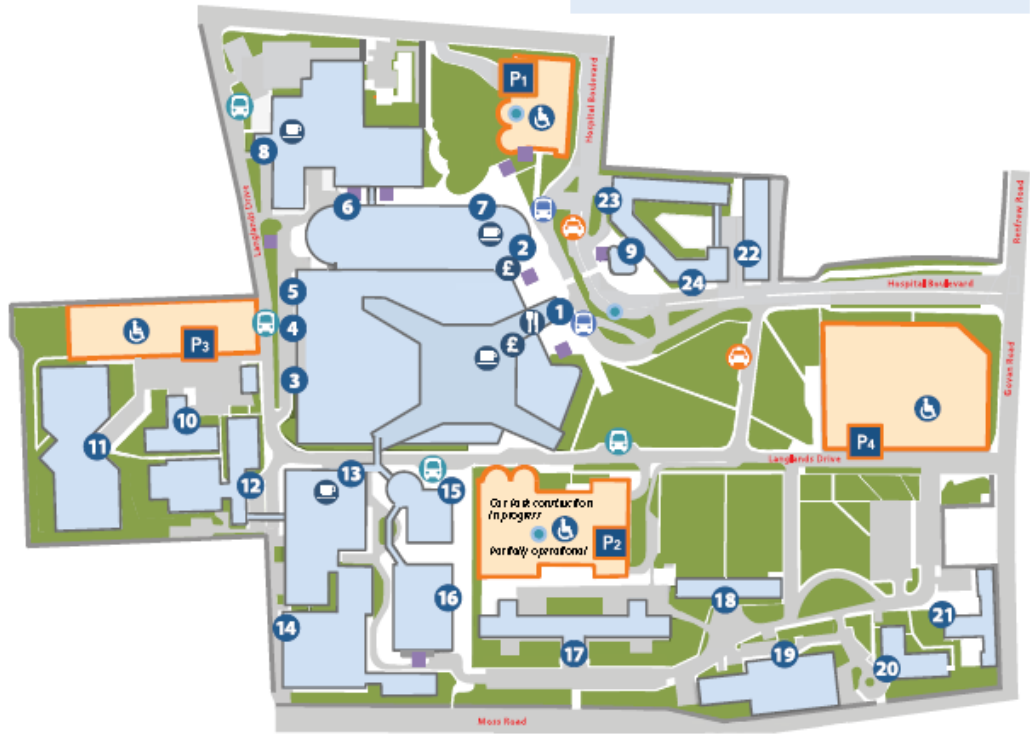 P1
Hospital Boulevard
8
23
Langlands Drive
6
7
2
9
22
Renfrew Road
£
24
Hospital Boulevard
5
1
4
P3
£
Govan Road
3
10
11
P4
Langlands Drive
13
12
15
Car Park construction
in progress
P2
Partially operational
16
18
14
21
17
19
20
Moss Road